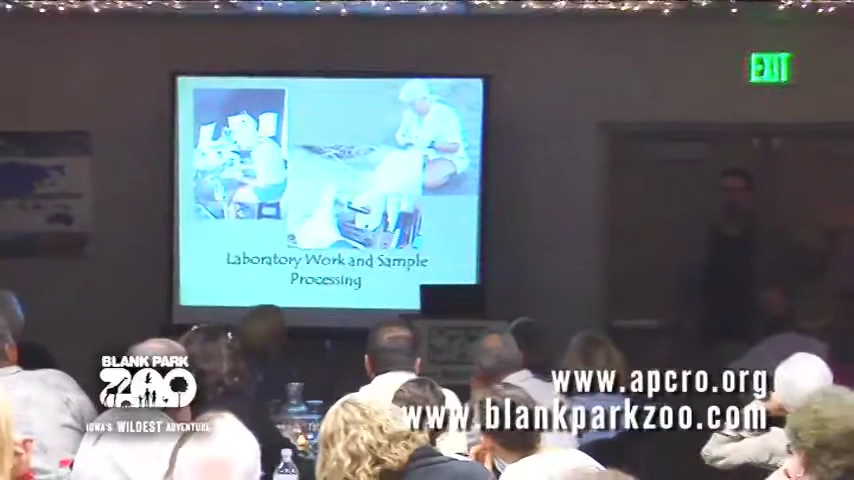 EXIT
Laboratory Work and Sample
Processing
BLANK PARK
ZOO
IOWA'S WILDEST ADVENTURE
www.apcro.org
www.blankparkzoo.com